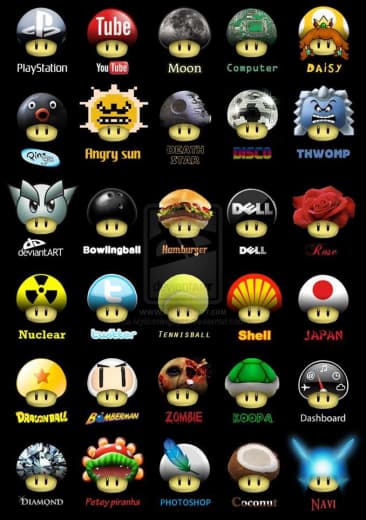 PlayStation
Tube
YouTube
Moon
Computer
DAiSY
Qinge
Angry sun
DEATH STAR
DISCO
THWOMP
deviantART
Bowlingball
Hamburger
DELL
DELL
Rose
Nuclear
t
twitter
TENNISBALL
Shell
JAPAN
DRAGONBALL
BOMBERMAN
ZOMBIE
KOOPA
Dashboard
DIAMOND
Petey piranha
PHOTOSHOP
Coconut
NAVI